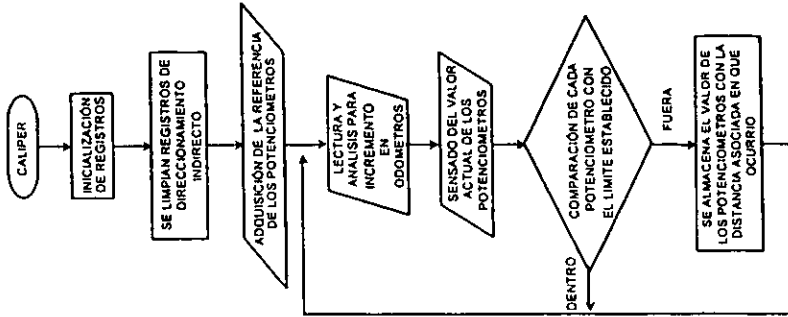 CALIPER
INICIALIZACIÓN
DE REGISTROS
SE LIMPIAN REGISTROS DE
DIRECCIONAMIENTO
INDIRECTO
ADQUISICIÓN DE LA REFERENCIA
DE LOS POTENCIOMETROS
LECTURA Y
ANALISIS PARA
INCREMENTO
EN
ODOMETROS
SENSADO DEL VALOR
ACTUAL DE LOS
POTENCIOMETROS
COMPARACIÓN DE CADA
POTENCIOMETRO CON
EL LIMITE ESTABLECIDO
DENTRO
FUERA
SE ALMACENA EL VALOR DE
LOS POTENCIOMETROS CON LA
DISTANCIA ASOCIADA EN QUE
OCURRIO